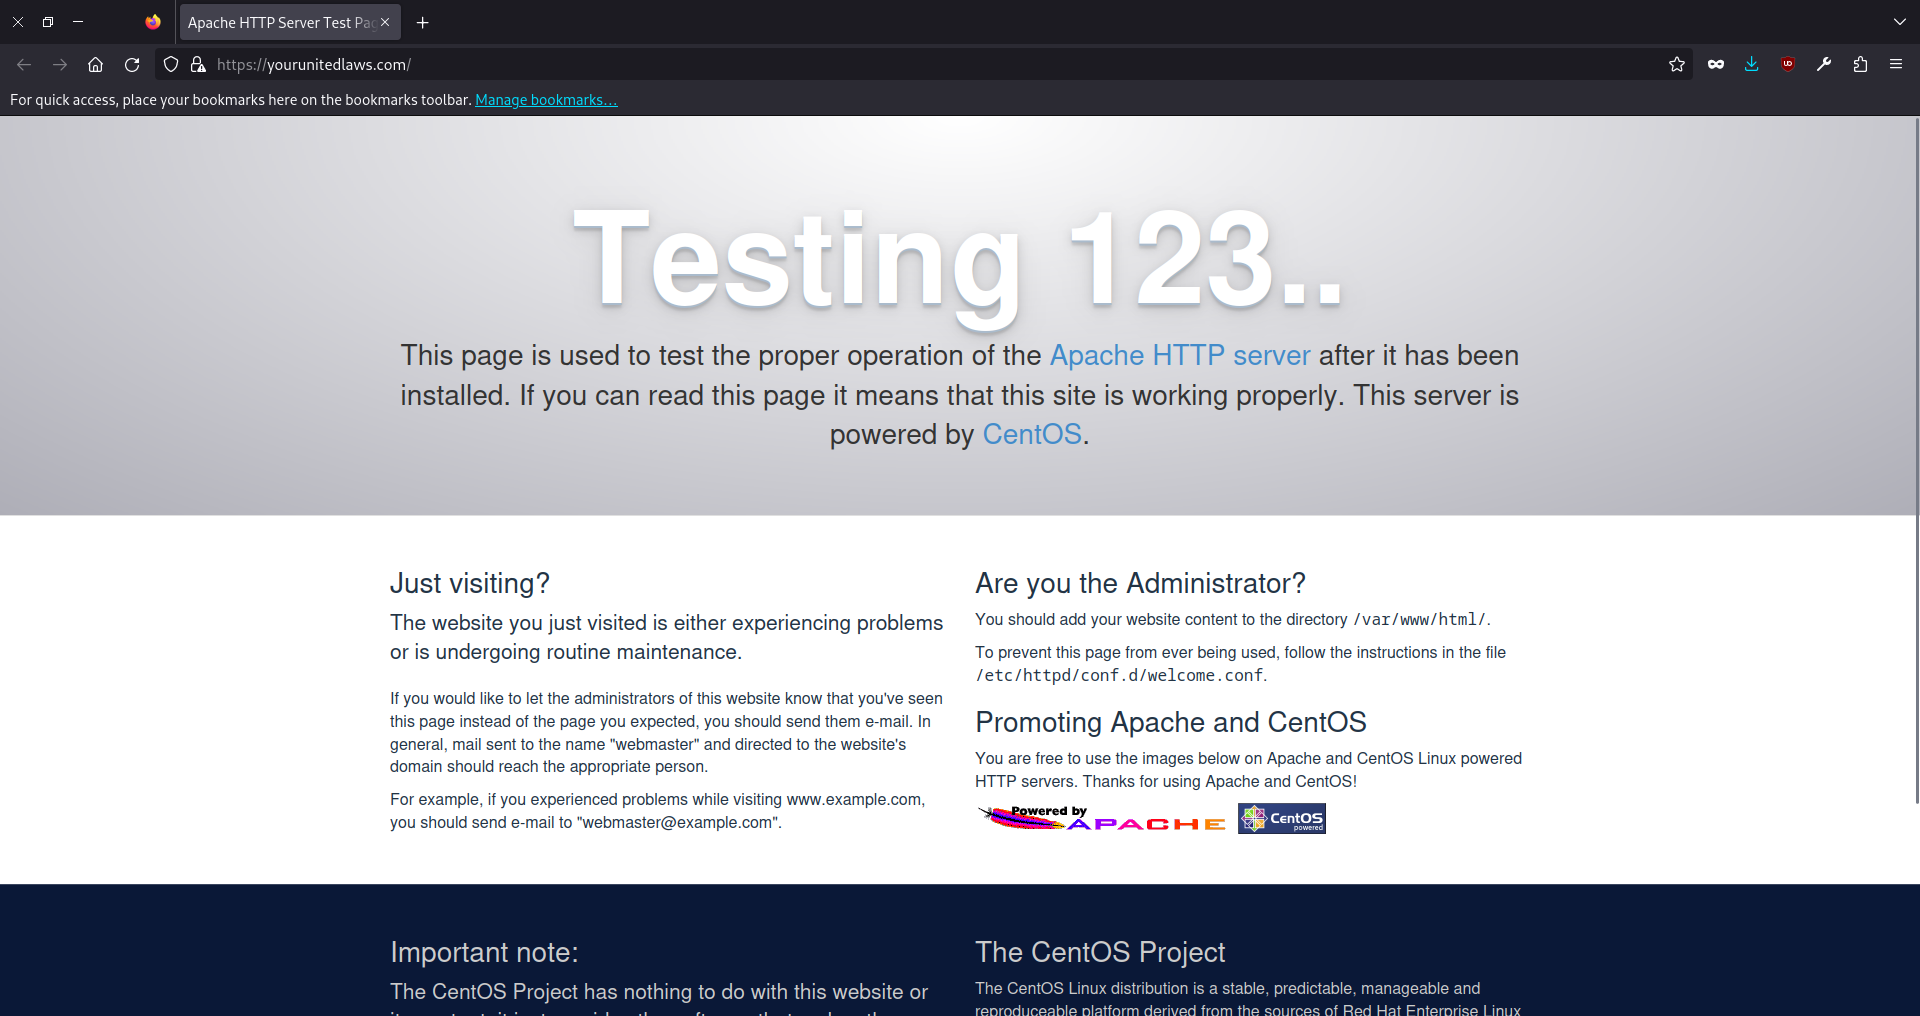 Apache HTTP Server Test Pa
https://yourunitedlaws.com/
For quick access, place your bookmarks here on the bookmarks toolbar. Manage bookmarks...
Testing 123..
This page is used to test the proper operation of the Apache HTTP server after it has been
installed. If you can read this page it means that this site is working properly. This server is
powered by CentOS.
Just visiting?
The website you just visited is either experiencing problems
or is undergoing routine maintenance.
If you would like to let the administrators of this website know that you've seen
this page instead of the page you expected, you should send them e-mail. In
general, mail sent to the name "webmaster" and directed to the website's
domain should reach the appropriate person.
For example, if you experienced problems while visiting www.example.com,
you should send e-mail to "webmaster@example.com".
Are you the Administrator?
You should add your website content to the directory /var/www/html/.
To prevent this page from ever being used, follow the instructions in the file
/etc/httpd/conf.d/welcome.conf.
Promoting Apache and CentOS
You are free to use the images below on Apache and CentOS Linux powered
HTTP servers. Thanks for using Apache and CentOS!
Powered by
APACHE
CentOS
powered
Important note:
The CentOS Project has nothing to do with this website or
The CentOS Project
The CentOS Linux distribution is a stable, predictable, manageable and
reproduceable platform derived from the sources of Red Hat Enterprise Linux